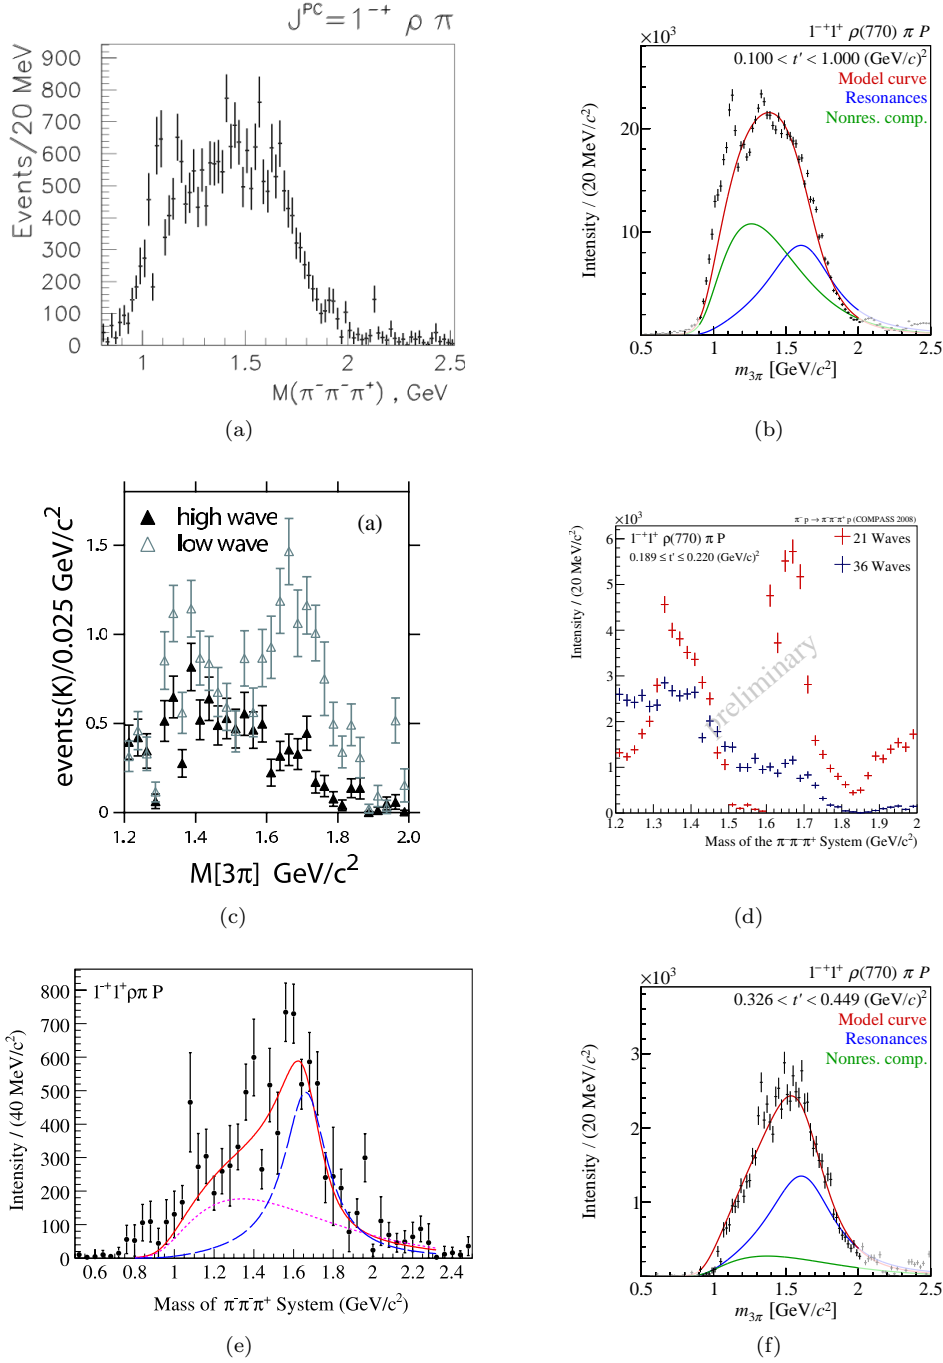 J^PC = 1^-+ ρ π
Events/20 MeV
900
800
700
600
500
400
300
200
100
0
1
1.5
2
2.5
M(π⁻π⁻π⁺) , GeV
(a)
×10³
1⁻⁺1⁺ ρ(770) π P
0.100 < t′ < 1.000 (GeV/c)²
Model curve
Resonances
Nonres. comp.
Intensity / (20 MeV/c²)
20
10
0.5
1
1.5
2
2.5
m₃π [GeV/c²]
(b)
events(K)/0.025 GeV/c²
high wave
low wave
(a)
1.5
1.0
0.5
0
1.2
1.4
1.6
1.8
2.0
M[3π] GeV/c²
(c)
×10³
π⁻ p → π⁻π⁻π⁺ p (COMPASS 2008)
1⁻⁺1⁺ ρ(770) π P
0.189 ≤ t′ ≤ 0.220 (GeV/c)²
21 Waves
36 Waves
preliminary
Intensity / (20 MeV/c²)
6
5
4
3
2
1
0
1.2
1.3
1.4
1.5
1.6
1.7
1.8
1.9
2
Mass of the π⁻π⁻π⁺ System (GeV/c²)
(d)
1⁻⁺1⁺ρπ P
Intensity / (40 MeV/c²)
800
700
600
500
400
300
200
100
0
0.6
0.8
1
1.2
1.4
1.6
1.8
2
2.2
2.4
Mass of π⁻π⁻π⁺ System (GeV/c²)
(e)
×10³
1⁻⁺1⁺ ρ(770) π P
0.326 < t′ < 0.449 (GeV/c)²
Model curve
Resonances
Nonres. comp.
Intensity / (20 MeV/c²)
3
2
1
0
0.5
1
1.5
2
2.5
m₃π [GeV/c²]
(f)